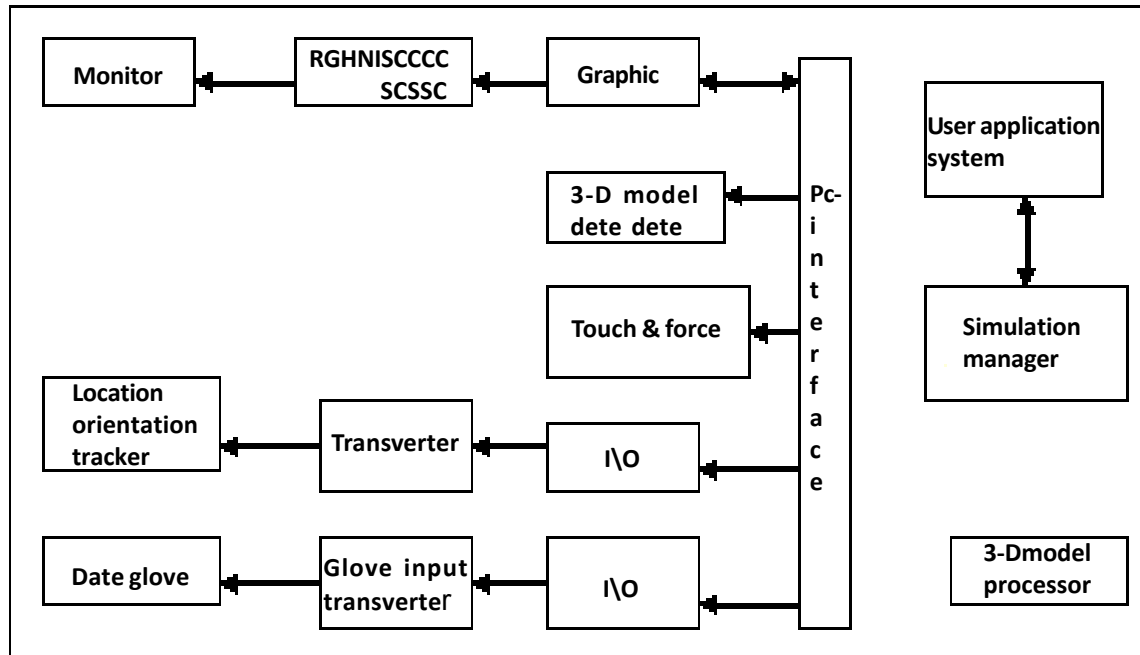 Monitor
RGHNISCCCC
SCSSC
Graphic
User application
system
3-D model
dete dete
Pc-
i
n
t
e
r
f
a
c
e
Touch & force
Simulation
manager
Location
orientation
tracker
Transverter
I\O
Date glove
Glove input
transverter
I\O
3-Dmodel
processor